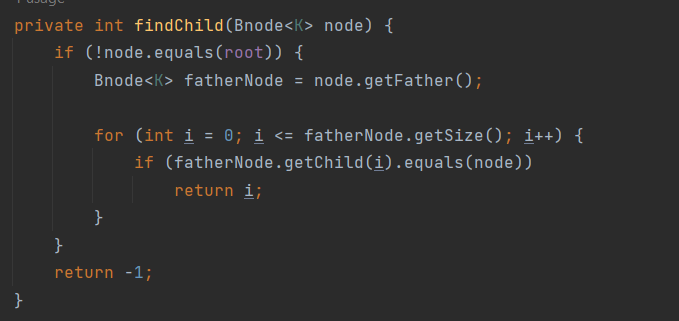 usage
private int findChild(Bnode<K> node) {
if (!node.equals(root)) {
Bnode<K> fatherNode = node.getFather();
for (int i = 0; i <= fatherNode.getSize(); i++) {
if (fatherNode.getChild(i).equals(node))
return i;
}
}
return -1;
}